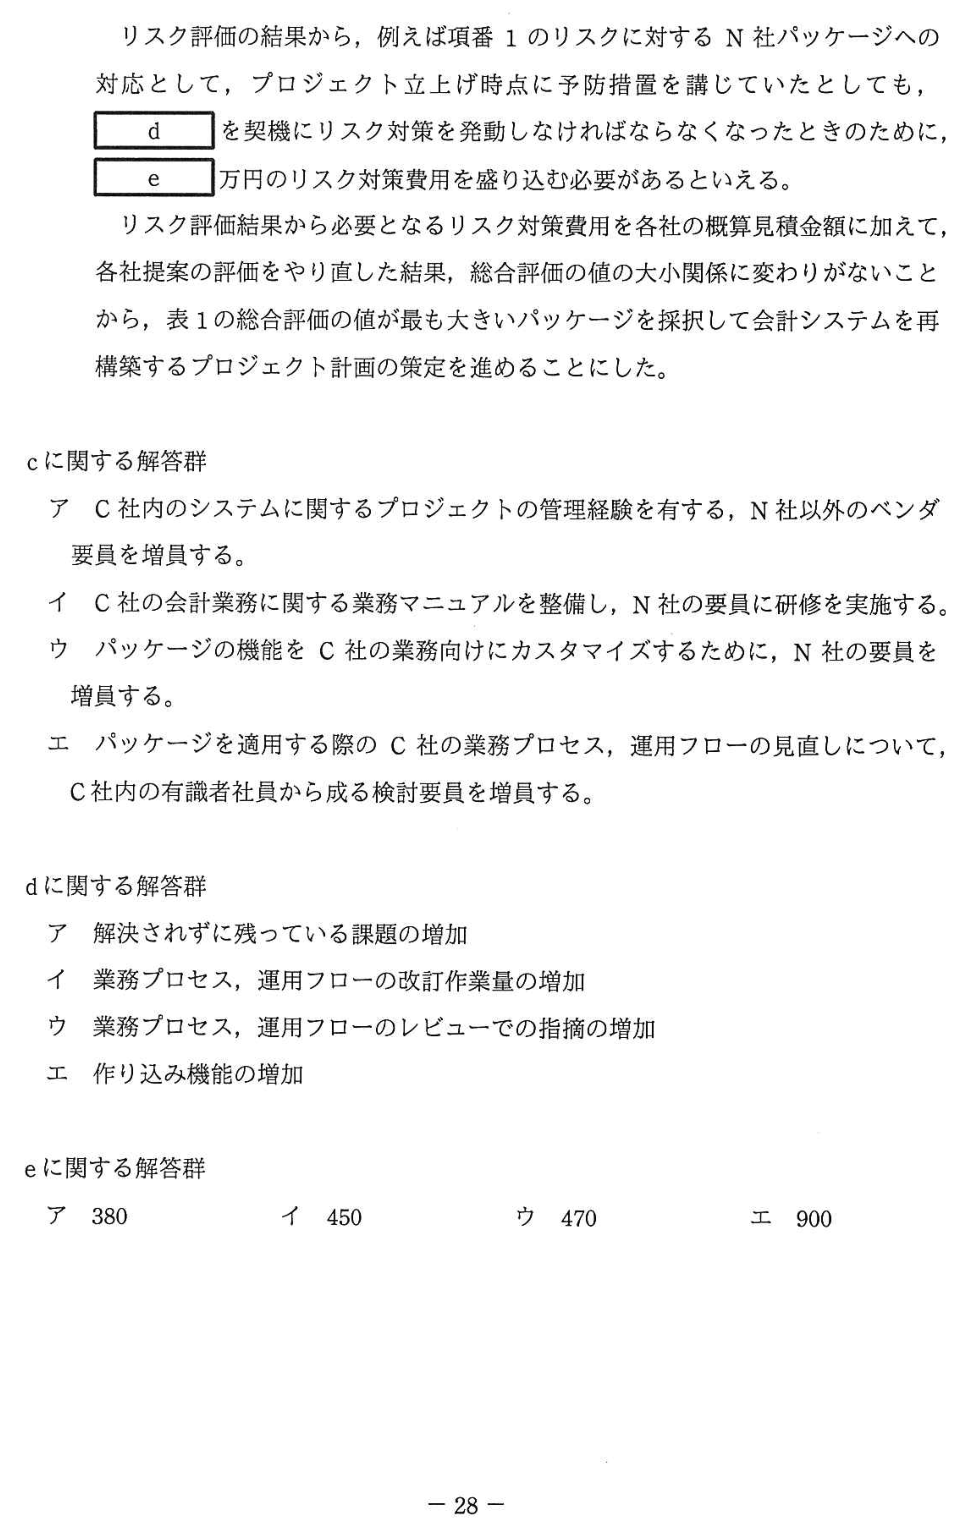 リスク評価の結果から，例えば項番 1 のリスクに対する N 社パッケージへの
対応として，プロジェクト立上げ時点に予防措置を講じていたとしても，
d を契機にリスク対策を発動しなければならなくなったときのために，
e 万円のリスク対策費用を盛り込む必要があるといえる。
リスク評価結果から必要となるリスク対策費用を各社の概算見積金額に加えて，
各社提案の評価をやり直した結果，総合評価の値の大小関係に変わりがないこと
から，表1の総合評価の値が最も大きいパッケージを採択して会計システムを再
構築するプロジェクト計画の策定を進めることにした。
cに関する解答群
ア C 社内のシステムに関するプロジェクトの管理経験を有する，N 社以外のベンダ
要員を増員する。
イ C 社の会計業務に関する業務マニュアルを整備し，N 社の要員に研修を実施する。
ウ パッケージの機能を C 社の業務向けにカスタマイズするために，N 社の要員を
増員する。
エ パッケージを適用する際の C 社の業務プロセス，運用フローの見直しについて，
C社内の有識者社員から成る検討要員を増員する。
dに関する解答群
ア 解決されずに残っている課題の増加
イ 業務プロセス，運用フローの改訂作業量の増加
ウ 業務プロセス，運用フローのレビューでの指摘の増加
エ 作り込み機能の増加
eに関する解答群
ア 380 イ 450 ウ 470 エ 900
－ 28 －